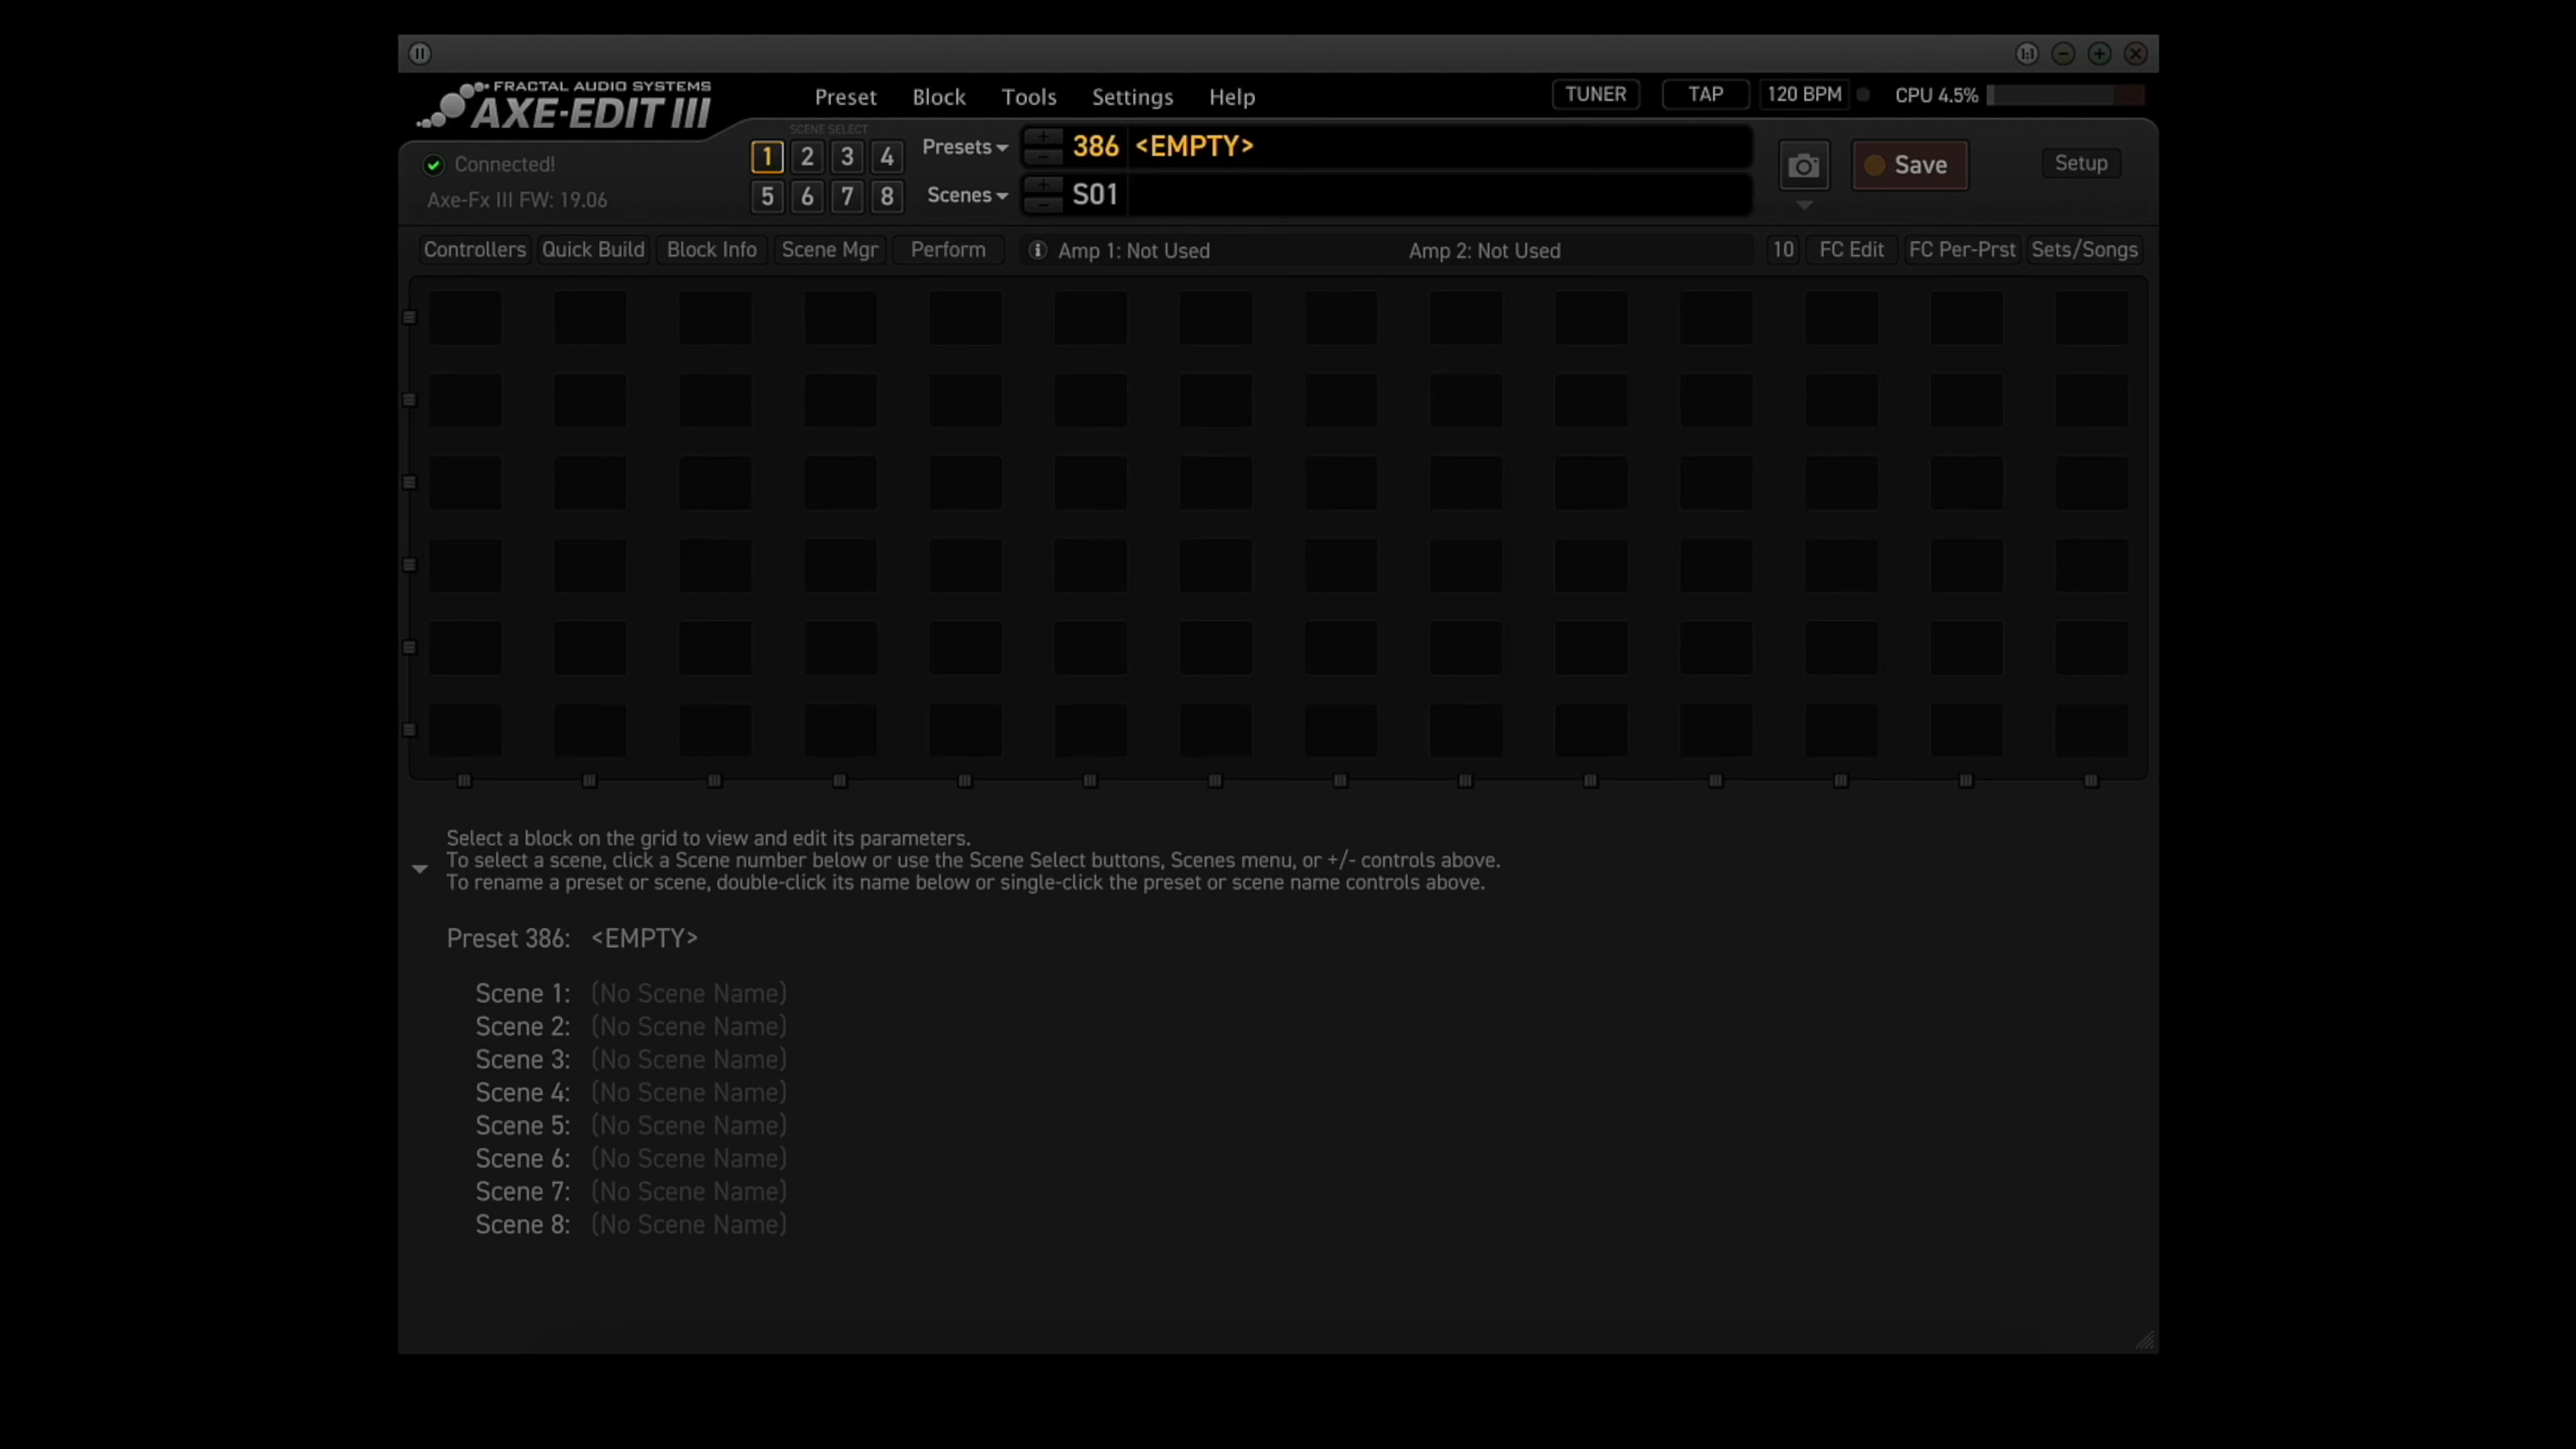 1:1
FRACTAL AUDIO SYSTEMS
AXE-EDIT III
Preset Block Tools Settings Help
TUNER TAP 120 BPM CPU 4.5%
SCENE SELECT
1 2 3 4
5 6 7 8
Connected!
Axe-Fx III FW: 19.06
Presets + - 386 <EMPTY>
Scenes + - S01
Save
Setup
Controllers Quick Build Block Info Scene Mgr Perform
Amp 1: Not Used Amp 2: Not Used
10 FC Edit FC Per-Prst Sets/Songs
Select a block on the grid to view and edit its parameters.
To select a scene, click a Scene number below or use the Scene Select buttons, Scenes menu, or +/- controls above.
To rename a preset or scene, double-click its name below or single-click the preset or scene name controls above.
Preset 386: <EMPTY>
Scene 1: (No Scene Name)
Scene 2: (No Scene Name)
Scene 3: (No Scene Name)
Scene 4: (No Scene Name)
Scene 5: (No Scene Name)
Scene 6: (No Scene Name)
Scene 7: (No Scene Name)
Scene 8: (No Scene Name)